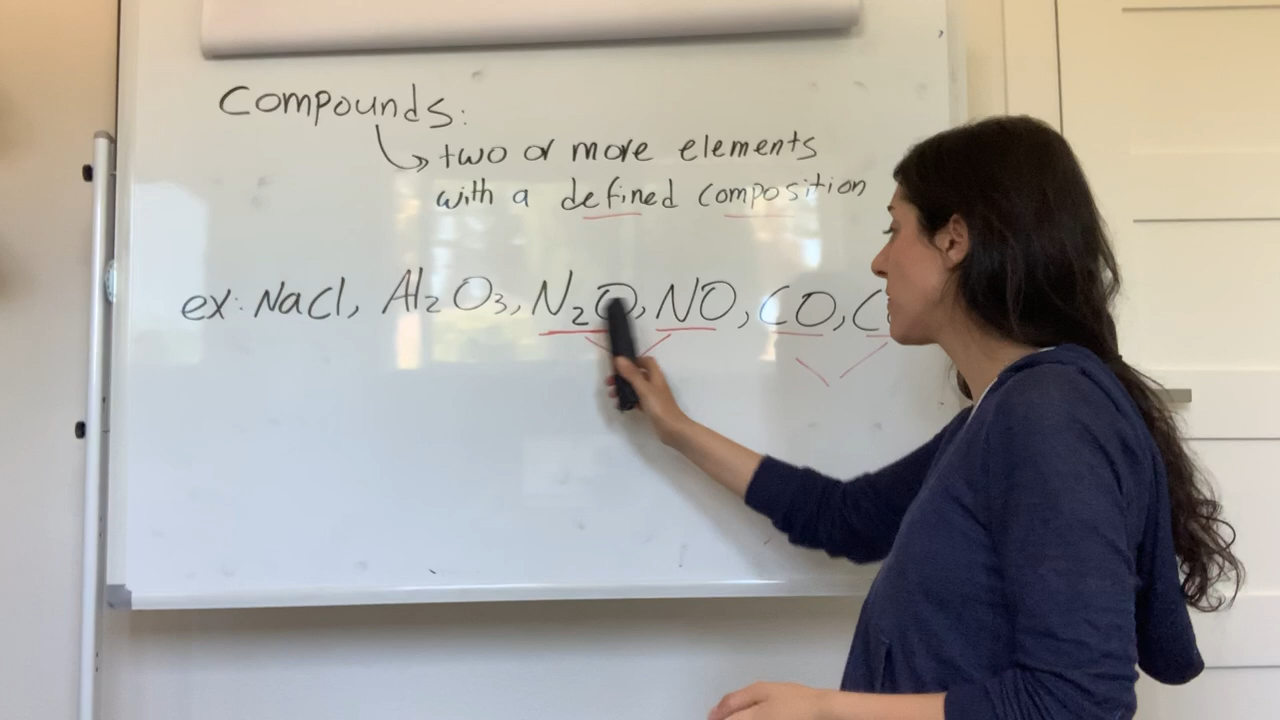 Compounds:
two or more elements
with a defined composition
ex: NaCl, Al₂O₃, N₂O, NO, CO,